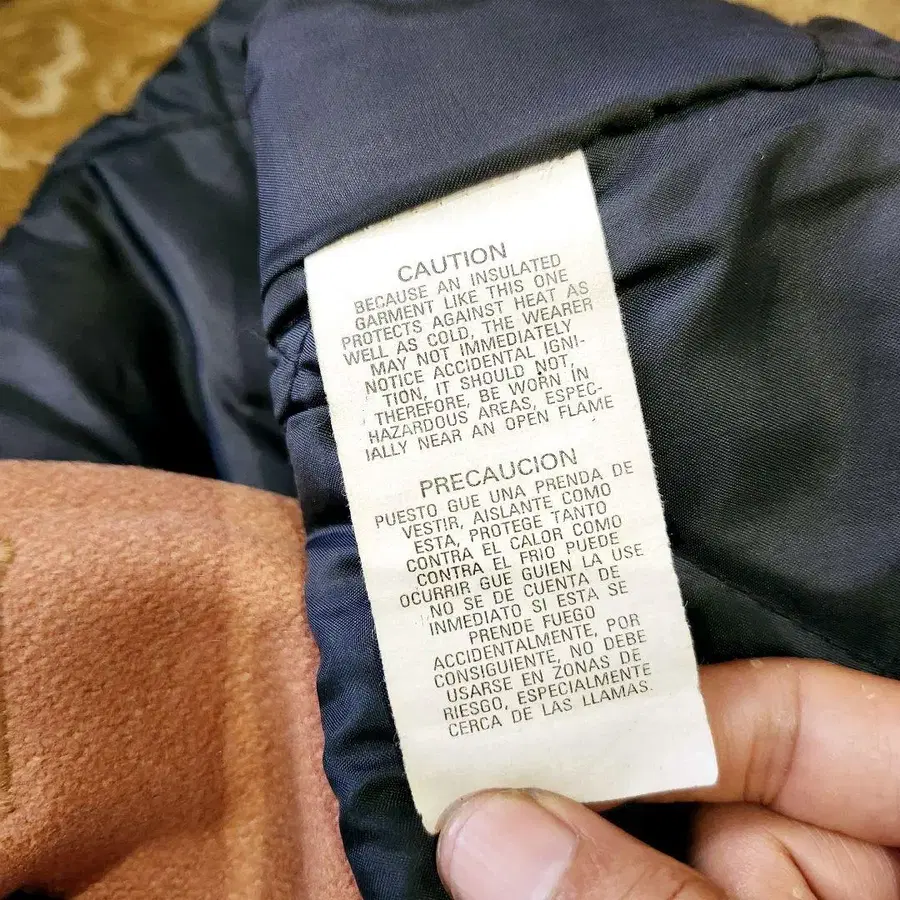 CAUTION
BECAUSE AN INSULATED
GARMENT LIKE THIS ONE
PROTECTS AGAINST HEAT AS
WELL AS COLD, THE WEARER
MAY NOT IMMEDIATELY
NOTICE ACCIDENTAL IGNI-
TION, IT SHOULD NOT,
THEREFORE, BE WORN IN
HAZARDOUS AREAS, ESPEC-
IALLY NEAR AN OPEN FLAME
PRECAUCION
PUESTO QUE UNA PRENDA DE
VESTIR, AISLANTE COMO
ESTA, PROTEGE TANTO
CONTRA EL CALOR COMO
CONTRA EL FRIO PUEDE
OCURRIR QUE GUIEN LA USE
NO SE DE CUENTA DE
INMEDIATO SI ESTA SE
PRENDE FUEGO
ACCIDENTALMENTE, POR
CONSIGUIENTE, NO DEBE
USARSE EN ZONAS DE
RIESGO, ESPECIALMENTE
CERCA DE LAS LLAMAS.